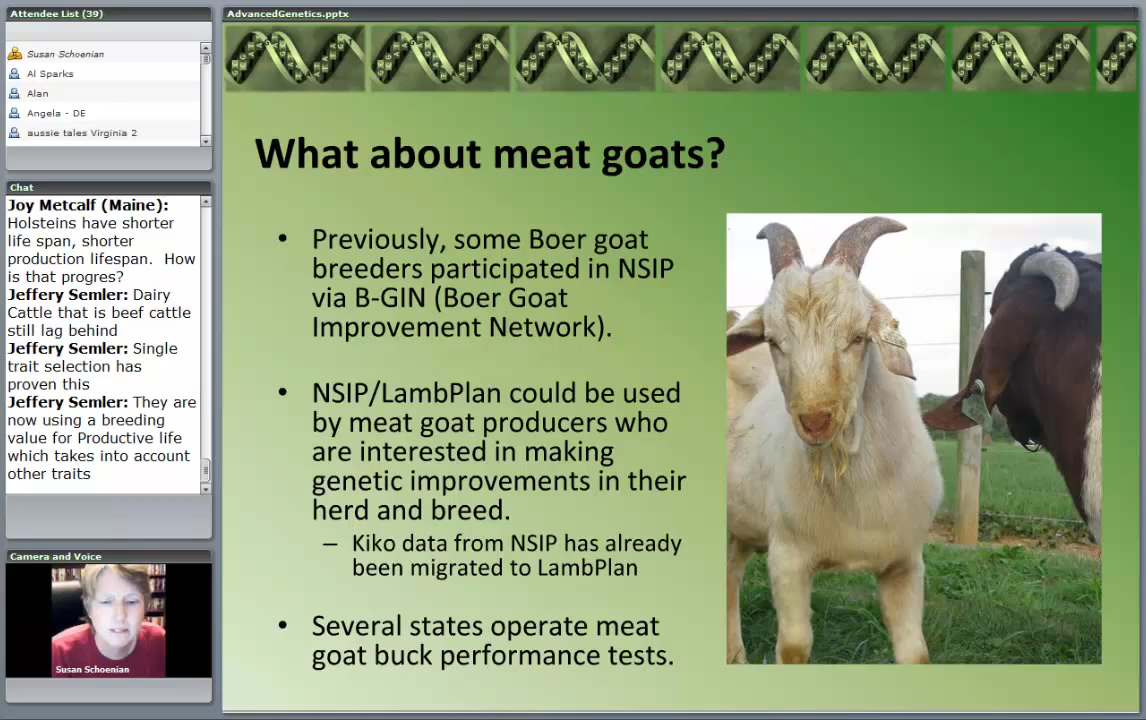 Attendee List (39)
Susan Schoenian
Al Sparks
Alan
Angela - DE
aussie tales Virginia 2
Chat
Joy Metcalf (Maine):
Holsteins have shorter
life span, shorter
production lifespan.  How
is that progres?
Jeffery Semler: Dairy
Cattle that is beef cattle
still lag behind
Jeffery Semler: Single
trait selection has
proven this
Jeffery Semler: They are
now using a breeding
value for Productive life
which takes into account
other traits
Camera and Voice
Susan Schoenian
AdvancedGenetics.pptx
What about meat goats?
• Previously, some Boer goat
breeders participated in NSIP
via B-GIN (Boer Goat
Improvement Network).
• NSIP/LambPlan could be used
by meat goat producers who
are interested in making
genetic improvements in their
herd and breed.
– Kiko data from NSIP has already
been migrated to LambPlan
• Several states operate meat
goat buck performance tests.